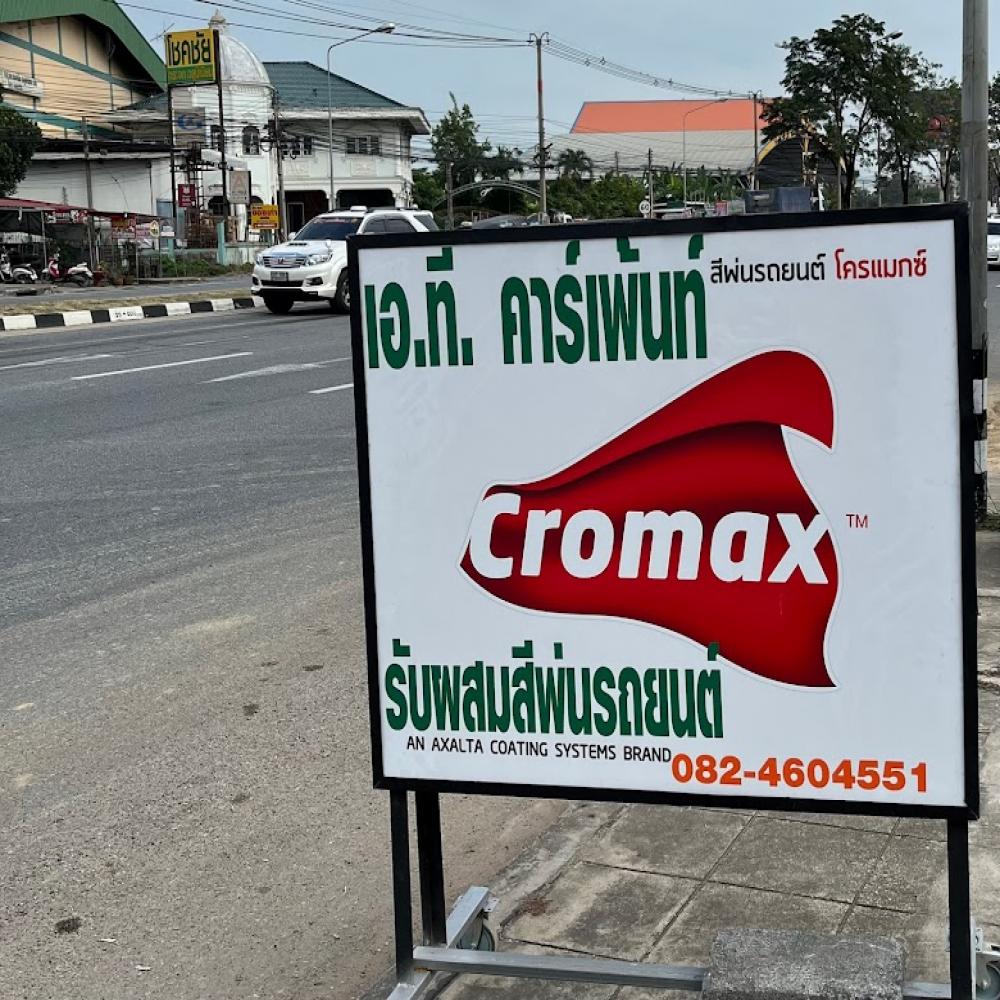 โชคชัย
เอ.ที. คาร์เพ้นท์
สีพ่นรถยนต์ โครแมกซ์
Cromax™
รับผสมสีพ่นรถยนต์
AN AXALTA COATING SYSTEMS BRAND
082-4604551